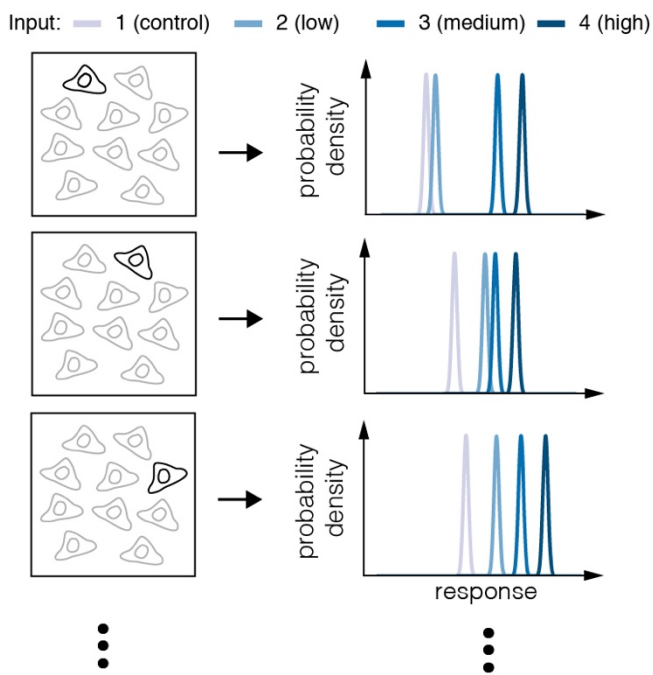 Input: 1 (control) 2 (low) 3 (medium) 4 (high)
probability
density
probability
density
probability
density
response